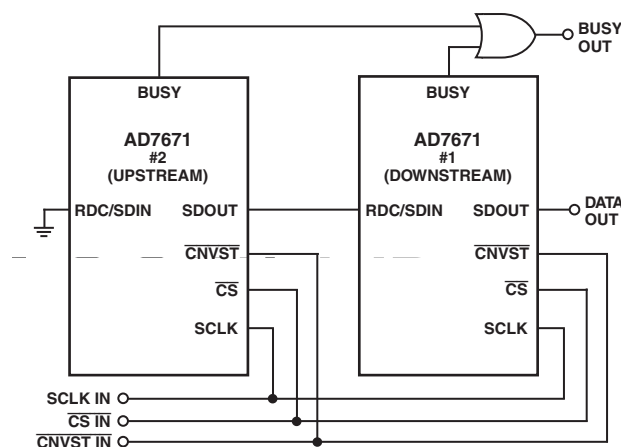 BUSY
OUT
BUSY
BUSY
AD7671
#2
(UPSTREAM)
AD7671
#1
(DOWNSTREAM)
RDC/SDIN
SDOUT
RDC/SDIN
SDOUT
DATA
OUT
CNVST
CNVST
CS
CS
SCLK
SCLK
SCLK IN
CS IN
CNVST IN